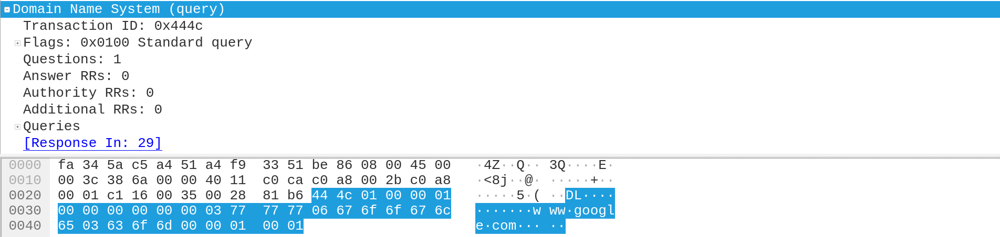 Domain Name System (query)
Transaction ID: 0x444c
Flags: 0x0100 Standard query
Questions: 1
Answer RRs: 0
Authority RRs: 0
Additional RRs: 0
Queries
[Response In: 29]
0000 fa 34 5a c5 a4 51 a4 f9 33 51 be 86 08 00 45 00 ·4Z··Q·· 3Q····E·
0010 00 3c 38 6a 00 00 40 11 c0 ca c0 a8 00 2b c0 a8 ·<8j··@· ·····+··
0020 00 01 c1 16 00 35 00 28 81 b6 44 4c 01 00 00 01 ·····5·( ··DL····
0030 00 00 00 00 00 00 03 77 77 77 06 67 6f 6f 67 6c ·······w ww·googl
0040 65 03 63 6f 6d 00 00 01 00 01 e·com··· ··